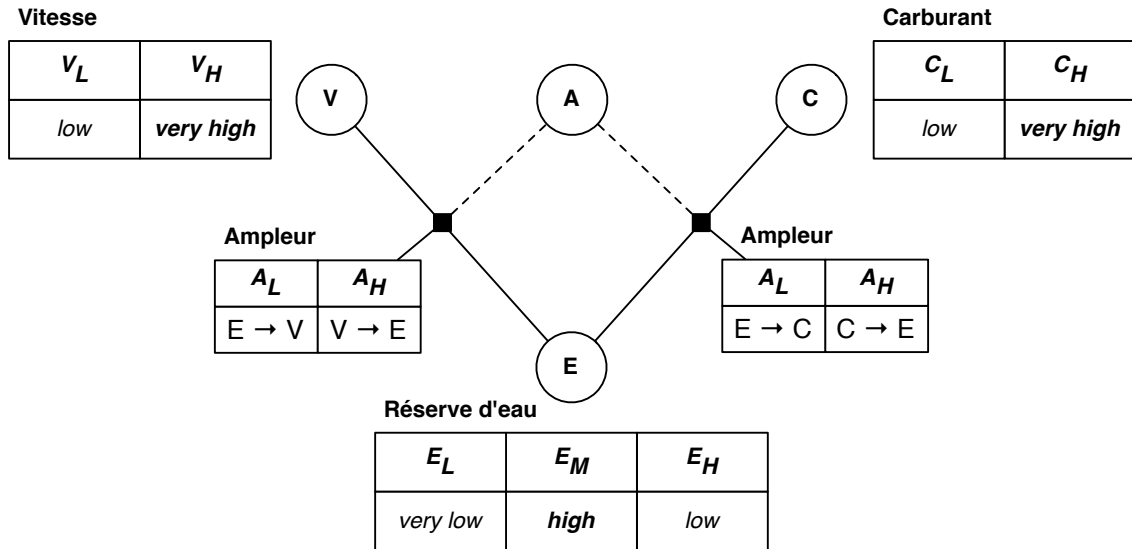 Vitesse
V_L V_H
low very high
V
A
C
Carburant
C_L C_H
low very high
Ampleur
A_L A_H
E → V V → E
Ampleur
A_L A_H
E → C C → E
E
Réserve d'eau
E_L E_M E_H
very low high low